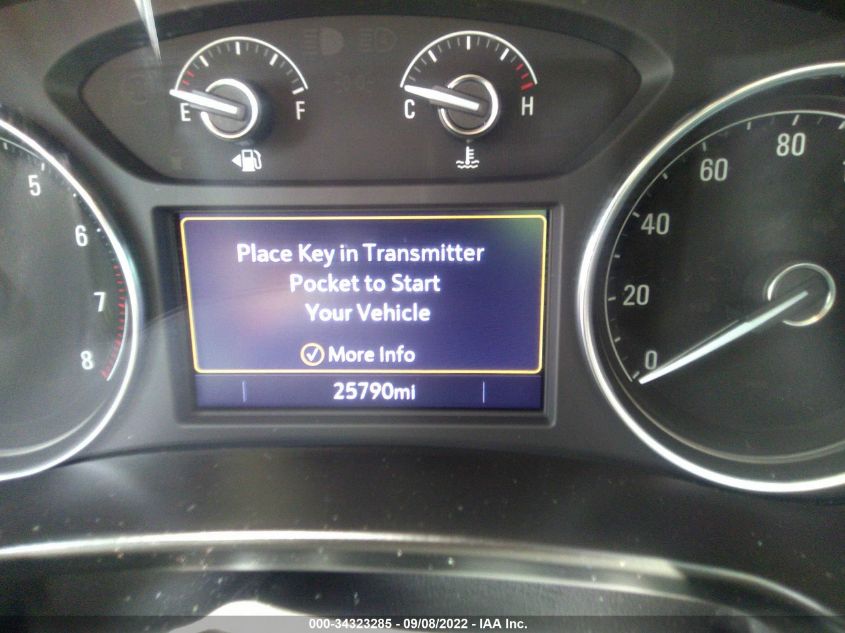 E F
C H
5
6
7
8
Place Key in Transmitter
Pocket to Start
Your Vehicle
More Info
25790mi
0
20
40
60
80
000-34323285 - 09/08/2022 - IAA Inc.